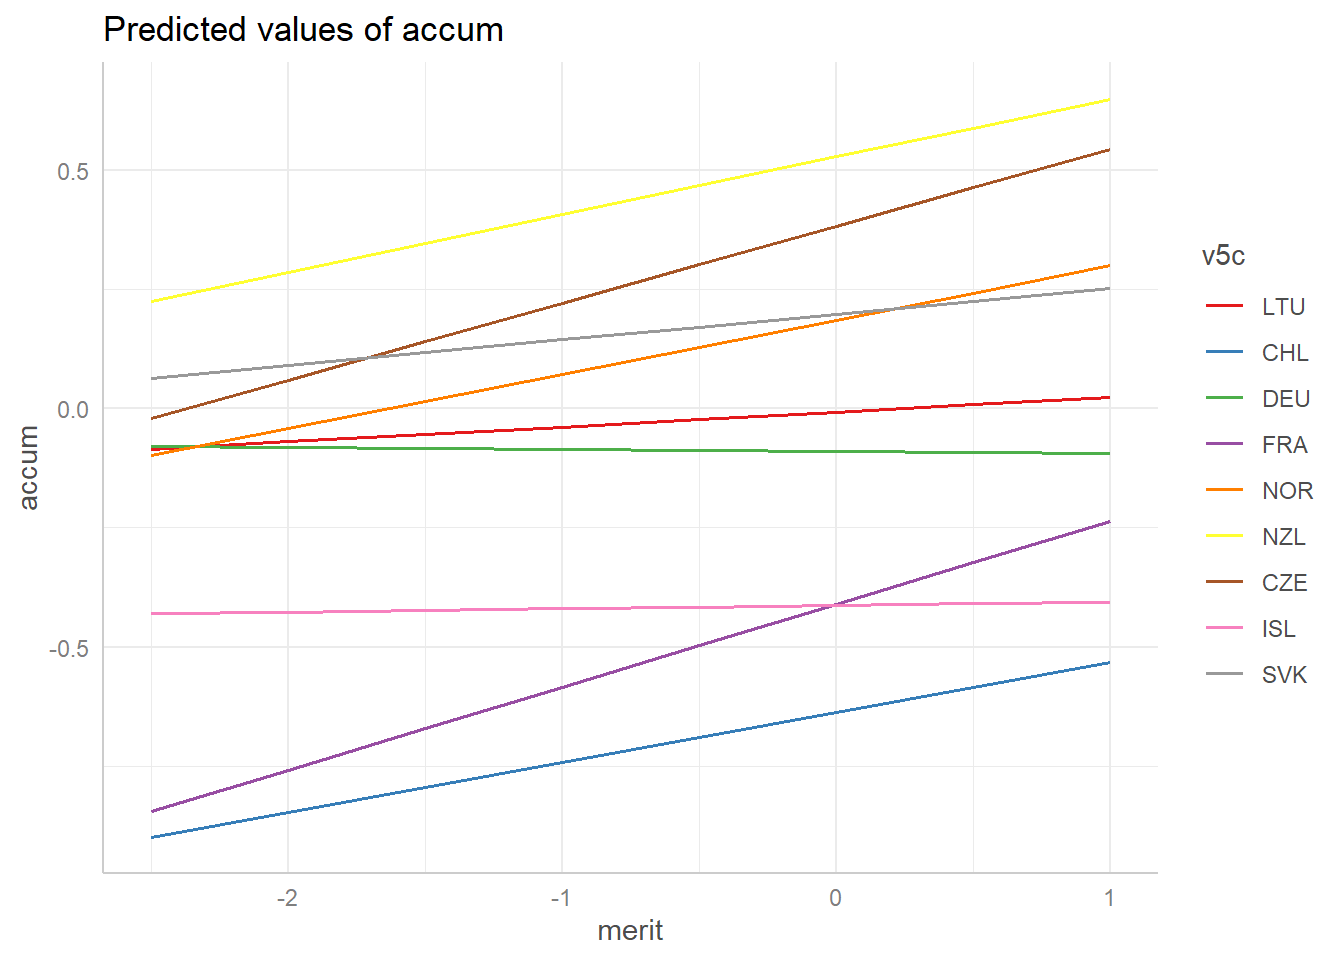 Predicted values of accum
0.5
0.0
-0.5
accum
-2
-1
0
1
merit
v5c
LTU
CHL
DEU
FRA
NOR
NZL
CZE
ISL
SVK